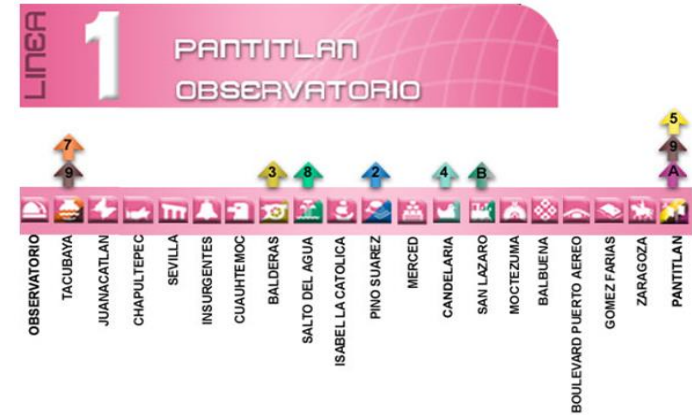 LINEA
1
PANTITLAN
OBSERVATORIO
7
9
3
8
2
4
B
5
9
A
OBSERVATORIO
TACUBAYA
JUANACATLAN
CHAPULTEPEC
SEVILLA
INSURGENTES
CUAUHTEMOC
BALDERAS
SALTO DEL AGUA
ISABEL LA CATOLICA
PINO SUAREZ
MERCED
CANDELARIA
SAN LAZARO
MOCTEZUMA
BALBUENA
BOULEVARD PUERTO AEREO
GOMEZ FARIAS
ZARAGOZA
PANTITLAN